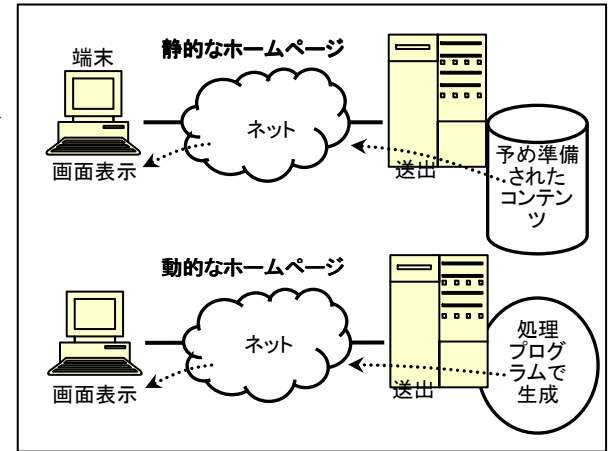 静的なホームページ
端末
ネット
画面表示
送出
予め準備
された
コンテン
ツ
動的なホームページ
ネット
画面表示
送出
処理
プログ
ラムで
生成